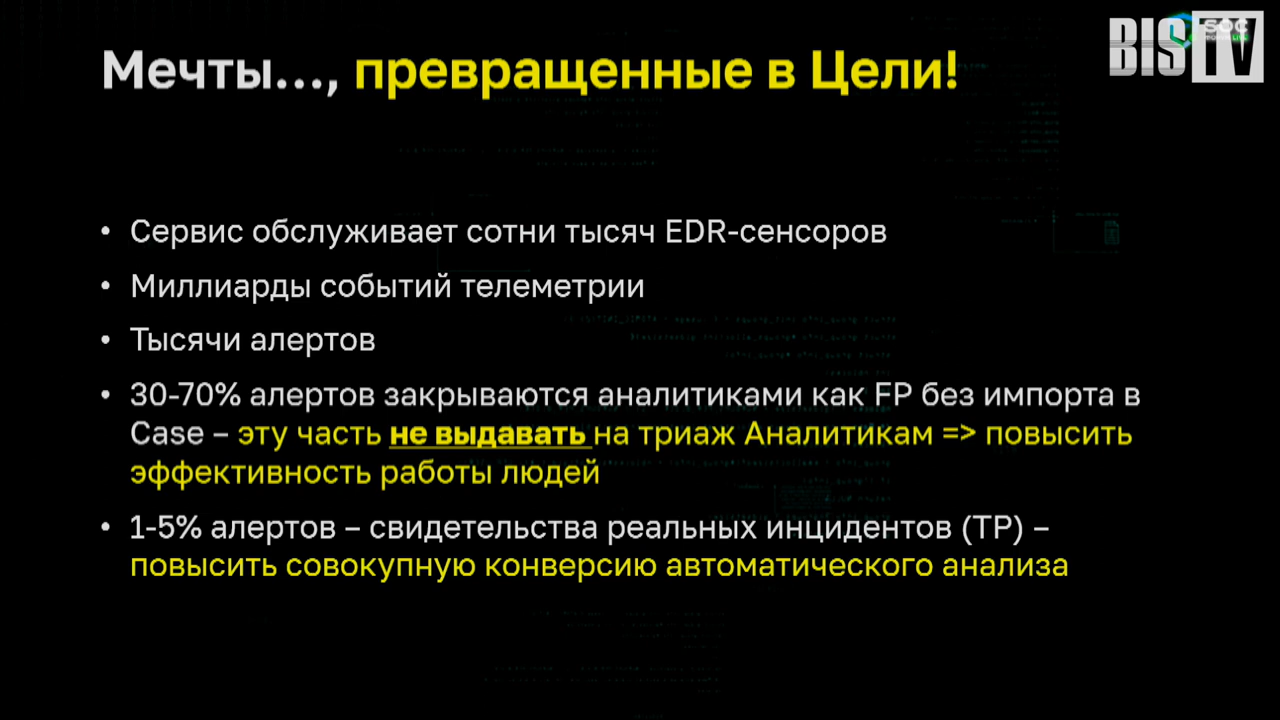 BIS TV
SOC
Мечты..., превращенные в Цели!
• Сервис обслуживает сотни тысяч EDR-сенсоров
• Миллиарды событий телеметрии
• Тысячи алертов
• 30-70% алертов закрываются аналитиками как FP без импорта в
Case – эту часть не выдавать на триаж Аналитикам => повысить
эффективность работы людей
• 1-5% алертов – свидетельства реальных инцидентов (TP) –
повысить совокупную конверсию автоматического анализа